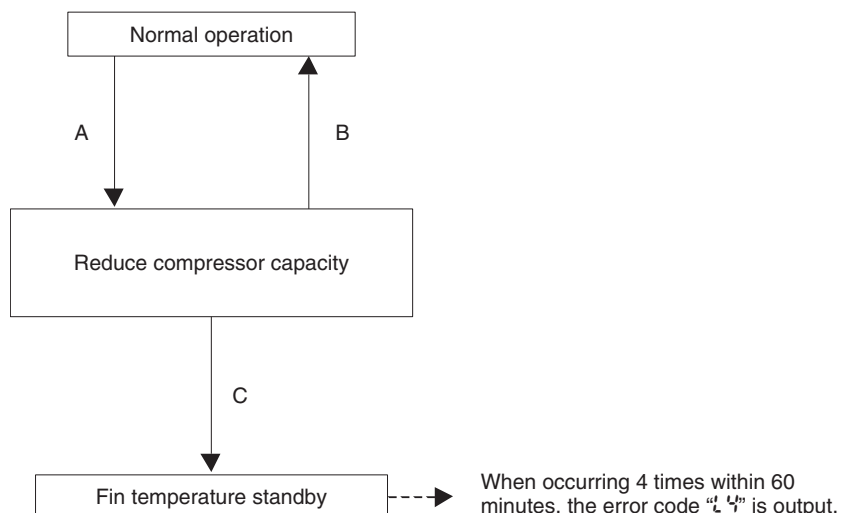 Normal operation
A
B
Reduce compressor capacity
C
Fin temperature standby
When occurring 4 times within 60
minutes, the error code “L4” is output.